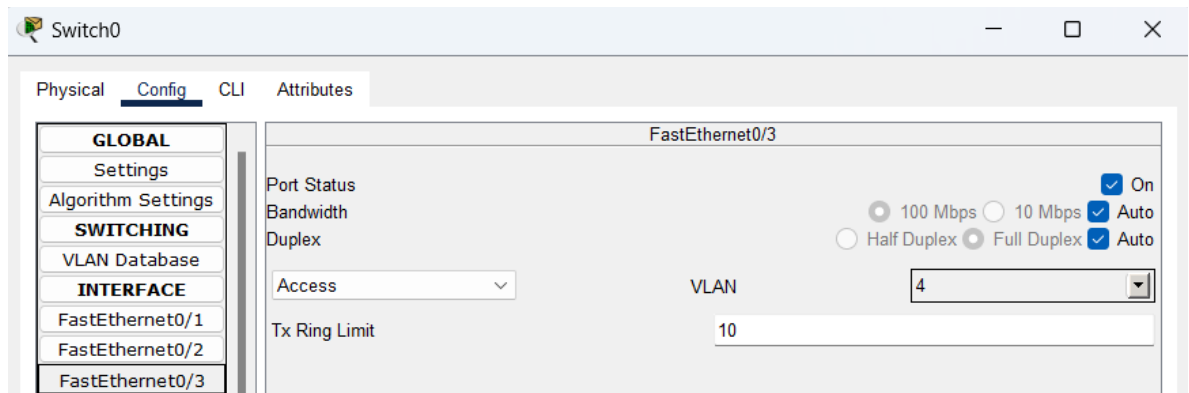 Switch0
Physical Config CLI Attributes
GLOBAL
Settings
Algorithm Settings
SWITCHING
VLAN Database
INTERFACE
FastEthernet0/1
FastEthernet0/2
FastEthernet0/3
FastEthernet0/3
Port Status On
Bandwidth 100 Mbps 10 Mbps Auto
Duplex Half Duplex Full Duplex Auto
Access VLAN 4
Tx Ring Limit 10